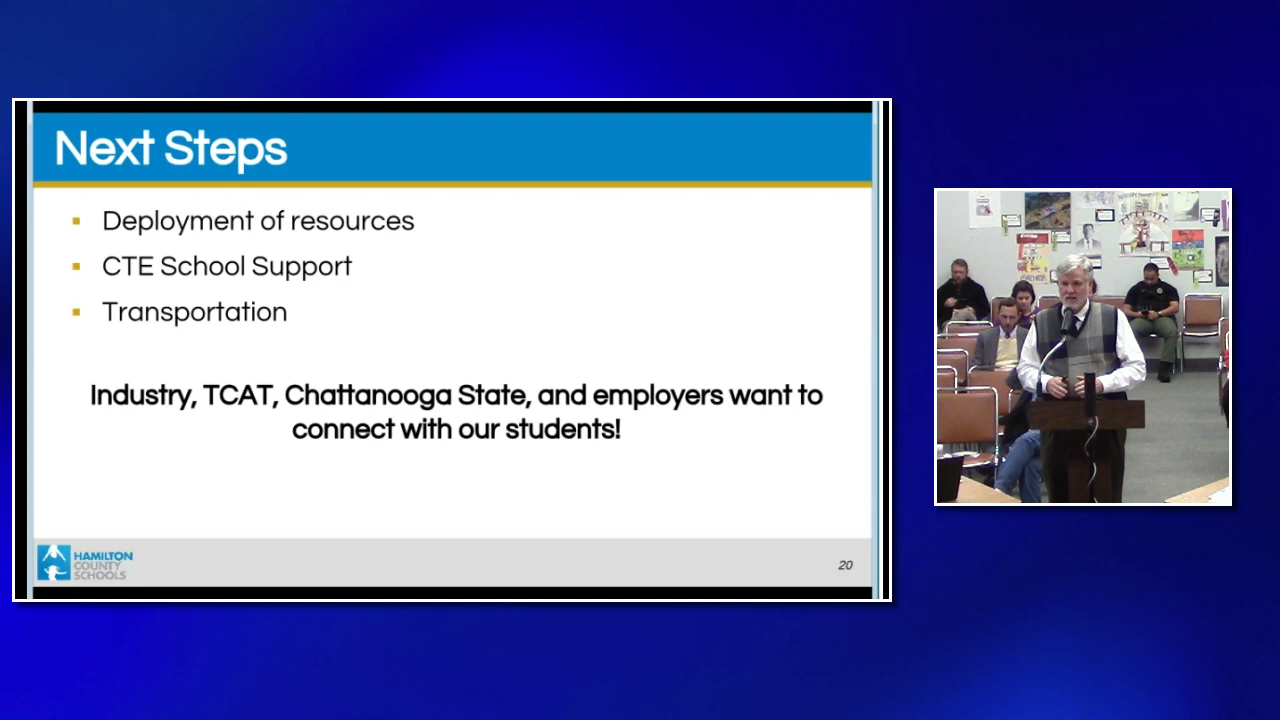 Next Steps
Deployment of resources
CTE School Support
Transportation
Industry, TCAT, Chattanooga State, and employers want to
connect with our students!
HAMILTON
COUNTY
SCHOOLS
20